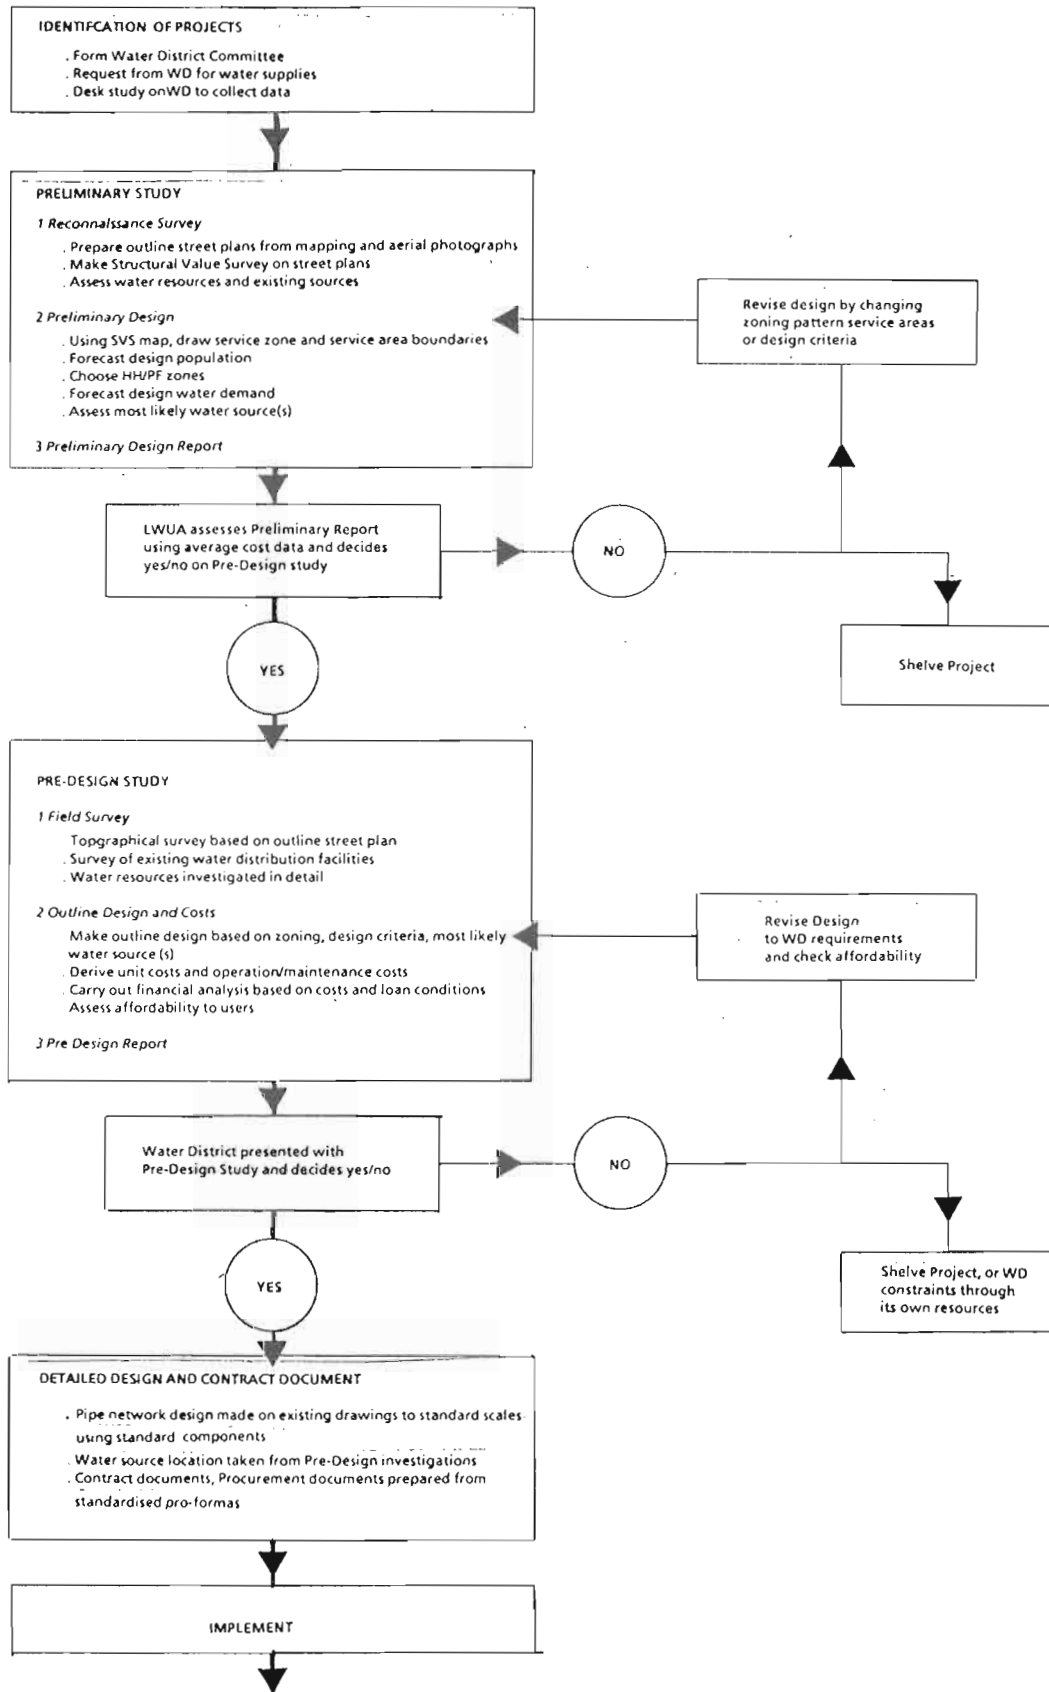 IDENTIFCATION OF PROJECTS
. Form Water District Committee
. Request from WD for water supplies
. Desk study onWD to collect data
PRELIMINARY STUDY
1 Reconnaissance Survey
. Prepare outline street plans from mapping and aerial photographs
. Make Structural Value Survey on street plans
. Assess water resources and existing sources
2 Preliminary Design
. Using SVS map, draw service zone and service area boundaries
. Forecast design population
. Choose HH/PF zones
. Forecast design water demand
. Assess most likely water source(s)
3 Preliminary Design Report
Revise design by changing
zoning pattern service areas
or design criteria
LWUA assesses Preliminary Report
using average cost data and decides
yes/no on Pre-Design study
NO
YES
Shelve Project
PRE-DESIGN STUDY
1 Field Survey
Topgraphical survey based on outline street plan
. Survey of existing water distribution facilities
. Water resources investigated in detail
2 Outline Design and Costs
Make outline design based on zoning, design criteria, most likely
water source (s)
. Derive unit costs and operation/maintenance costs
. Carry out financial analysis based on costs and loan conditions
Assess affordability to users
3 Pre Design Report
Revise Design
to WD requirements
and check affordability
Water District presented with
Pre-Design Study and decides yes/no
NO
YES
Shelve Project, or WD
constraints through
its own resources
DETAILED DESIGN AND CONTRACT DOCUMENT
. Pipe network design made on existing drawings to standard scales
using standard components
. Water source location taken from Pre-Design investigations
. Contract documents, Procurement documents prepared from
standardised pro-formas
IMPLEMENT